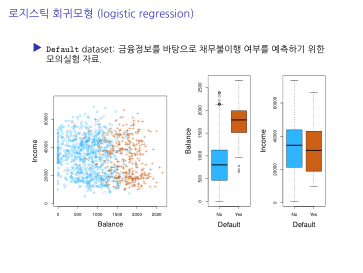 로지스틱 회귀모형 (logistic regression)
Default dataset: 금융정보를 바탕으로 채무불이행 여부를 예측하기 위한
모의실험 자료.
Income
0
20000
40000
0
500
1000
1500
2000
2500
Balance
Balance
0
500
1000
1500
2000
2500
No
Yes
Default
Income
0
20000
40000
60000
No
Yes
Default